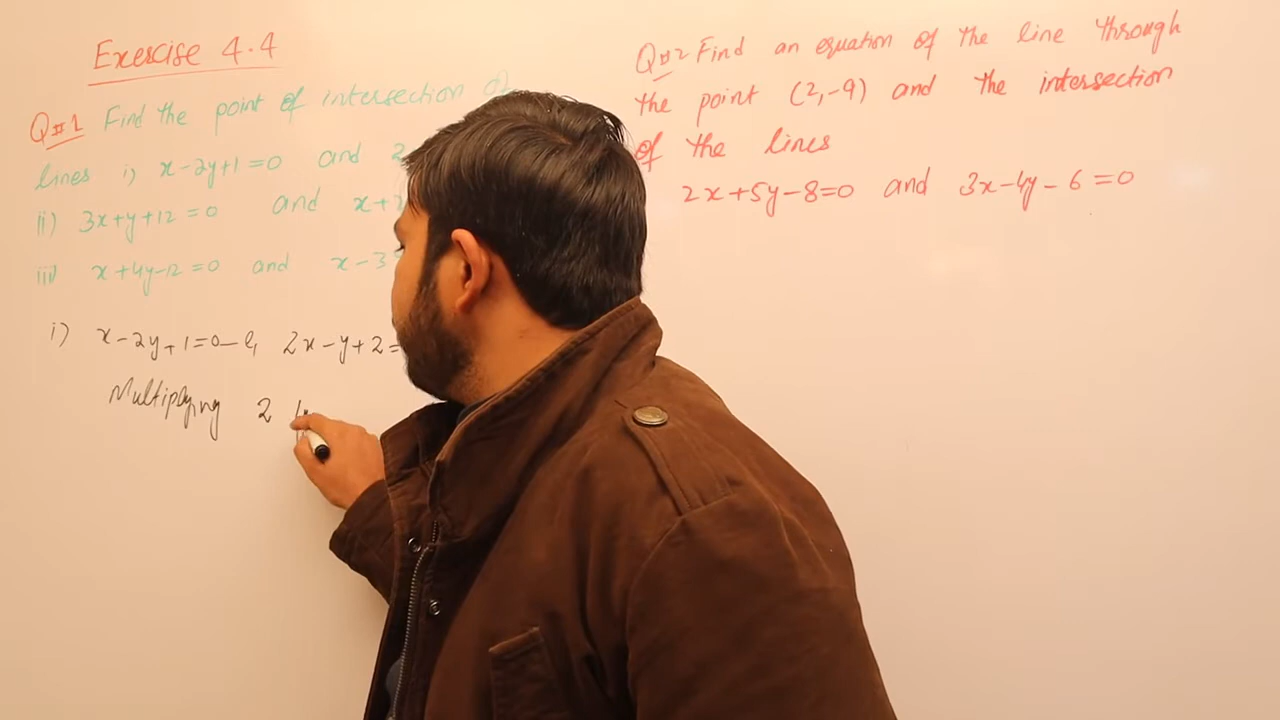 Exercise 4.4
Q#1 Find the point of intersection of
lines i) x-2y+1=0 and 2
ii) 3x+y+12=0 and x+2
iii) x+4y-12=0 and x-3
i) x-2y+1=0 2x-y+2=
Multiplying 2
Q#2 Find an equation of the line through
the point (2,-9) and the intersection
of the lines
2x+5y-8=0 and 3x-4y-6=0